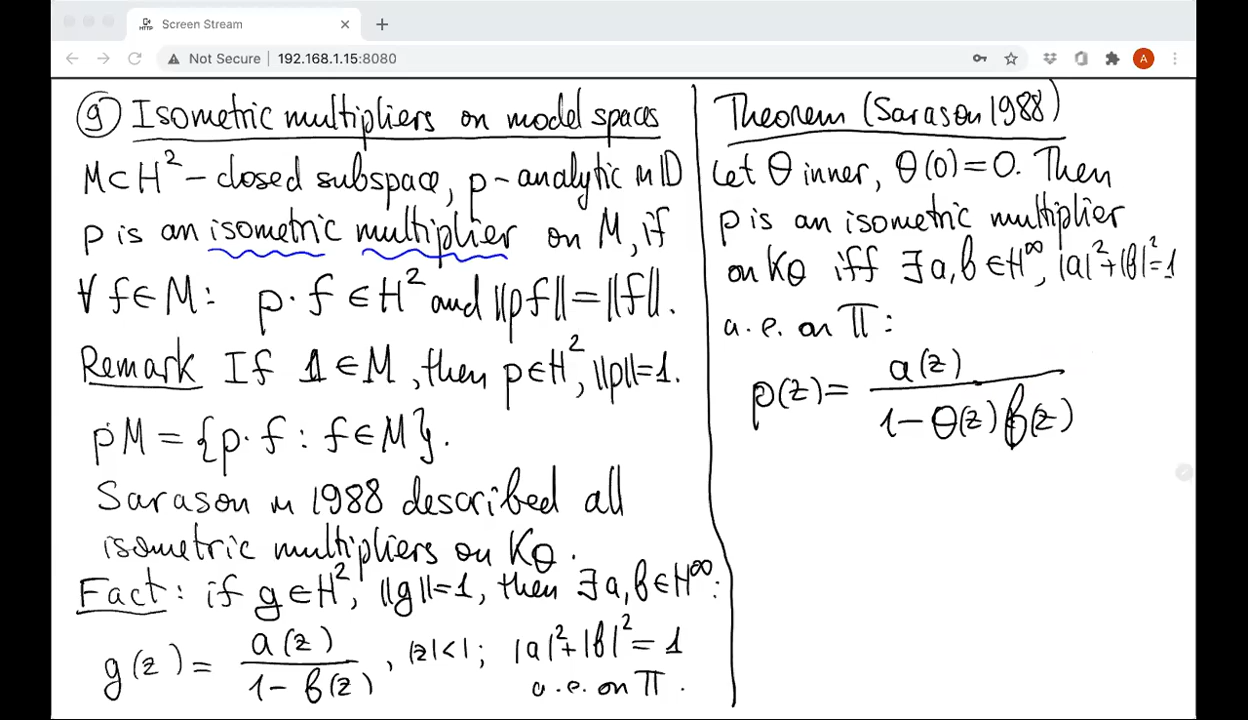 Screen Stream
Not Secure | 192.168.1.15:8080
A
⑨ Isometric multipliers on model spaces
M⊂H² – closed subspace, p – analytic in D
p is an isometric multiplier on M, if
∀ f∈M: p·f ∈H² and ||pf||=||f||.
Remark If 1∈M, then p∈H², ||p||=1.
pM = {p·f : f∈M}.
Sarason in 1988 described all
isometric multipliers on Kθ.
Fact: if g∈H², ||g||=1, then ∃a,b∈H^∞:
g(z) = a(z) / (1 – b(z)), |z|<1; |a|²+|b|²=1
a.e. on T.
Theorem (Sarason 1988)
Let θ inner, θ(0)=0. Then
p is an isometric multiplier
on Kθ iff ∃a,b∈H^∞, |a|²+|b|²=1
a.e. on T:
p(z)= a(z) / (1 – θ(z) b(z))